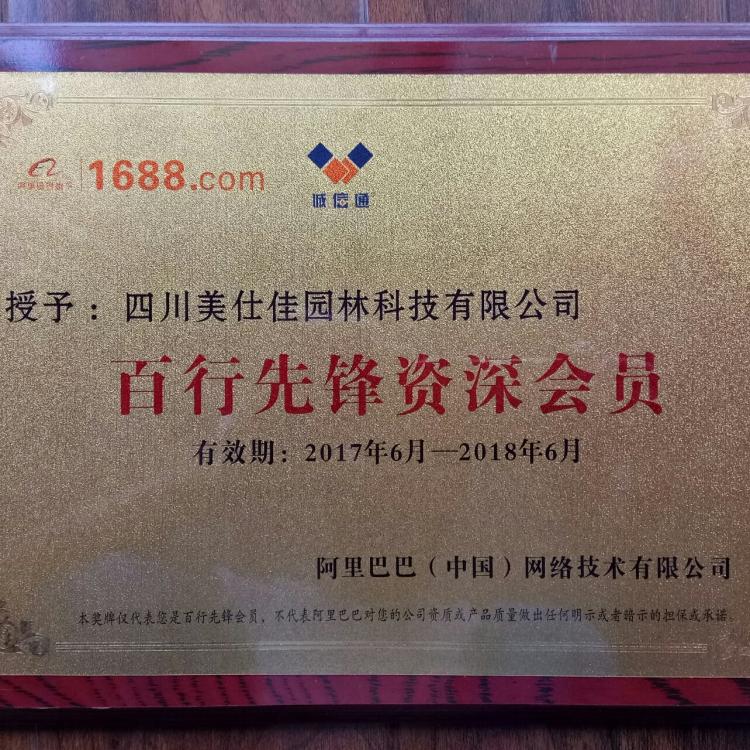 1688.com
诚信通
授予：四川美仕佳园林科技有限公司
百行先锋资深会员
有效期：2017年6月—2018年6月
阿里巴巴（中国）网络技术有限公司
本奖牌仅代表您是百行先锋会员，不代表阿里巴巴对您的公司资质或产品质量做出任何明示或者暗示的担保或承诺。